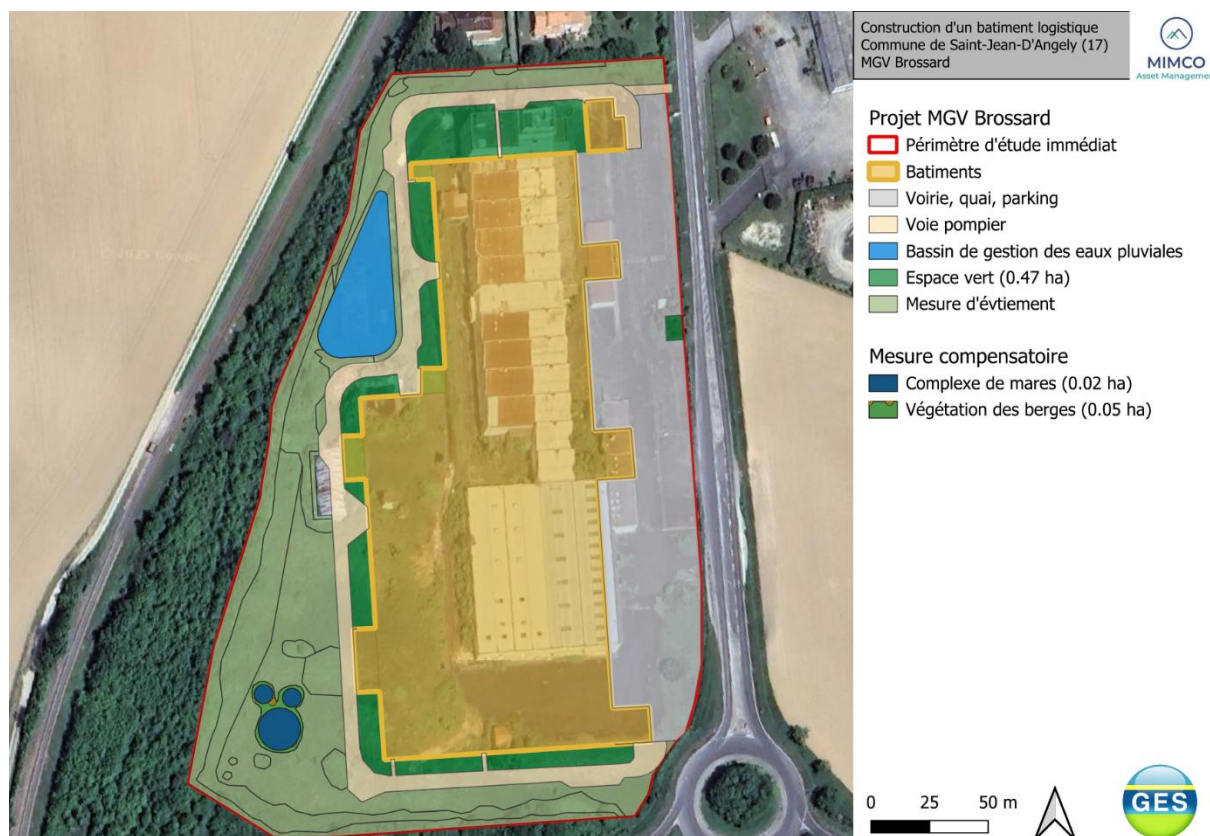 Construction d'un batiment logistique
Commune de Saint-Jean-D'Angely (17)
MGV Brossard
MIMCO
Asset Managemen
Projet MGV Brossard
Périmètre d'étude immédiat
Batiments
Voirie, quai, parking
Voie pompier
Bassin de gestion des eaux pluviales
Espace vert (0.47 ha)
Mesure d'évtiement
Mesure compensatoire
Complexe de mares (0.02 ha)
Végétation des berges (0.05 ha)
0 25 50 m
GES